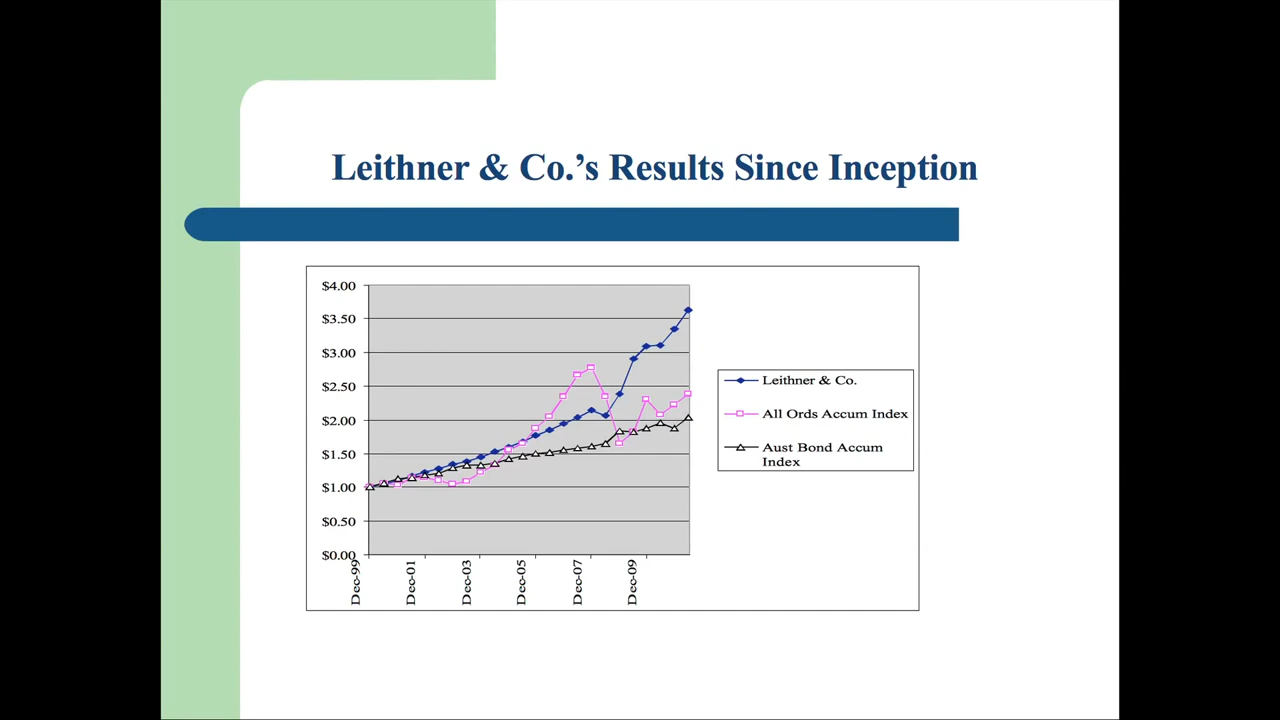 Leithner & Co.'s Results Since Inception
$4.00
$3.50
$3.00
$2.50
$2.00
$1.50
$1.00
$0.50
$0.00
Dec-99
Dec-01
Dec-03
Dec-05
Dec-07
Dec-09
Leithner & Co.
All Ords Accum Index
Aust Bond Accum
Index